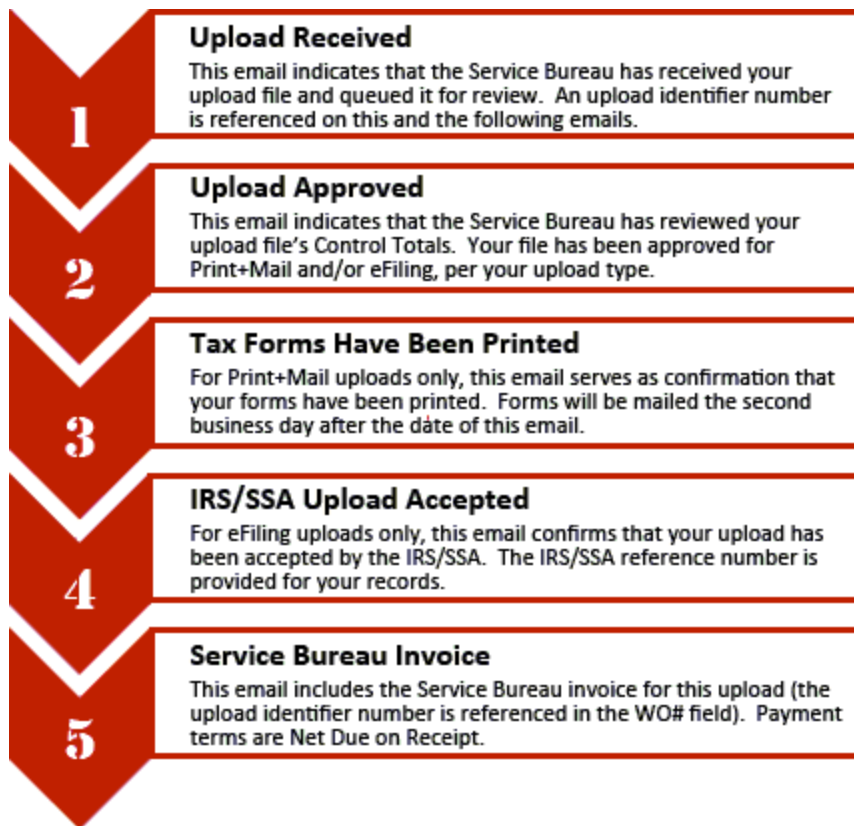 1
Upload Received
This email indicates that the Service Bureau has received your
upload file and queued it for review.  An upload identifier number
is referenced on this and the following emails.
2
Upload Approved
This email indicates that the Service Bureau has reviewed your
upload file's Control Totals.  Your file has been approved for
Print+Mail and/or eFiling, per your upload type.
3
Tax Forms Have Been Printed
For Print+Mail uploads only, this email serves as confirmation that
your forms have been printed.  Forms will be mailed the second
business day after the date of this email.
4
IRS/SSA Upload Accepted
For eFiling uploads only, this email confirms that your upload has
been accepted by the IRS/SSA.  The IRS/SSA reference number is
provided for your records.
5
Service Bureau Invoice
This email includes the Service Bureau invoice for this upload (the
upload identifier number is referenced in the WO# field).  Payment
terms are Net Due on Receipt.